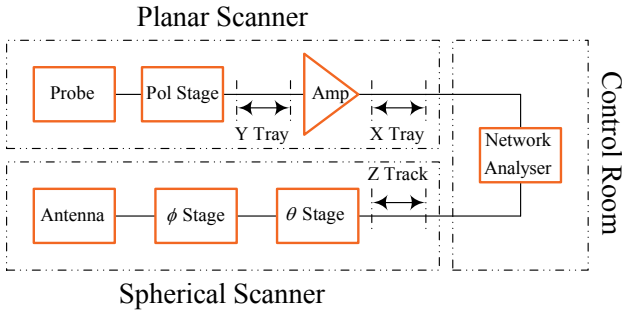 Planar Scanner
Probe
Pol Stage
Y Tray
Amp
X Tray
Network
Analyser
Control Room
Antenna
ϕ Stage
θ Stage
Z Track
Spherical Scanner